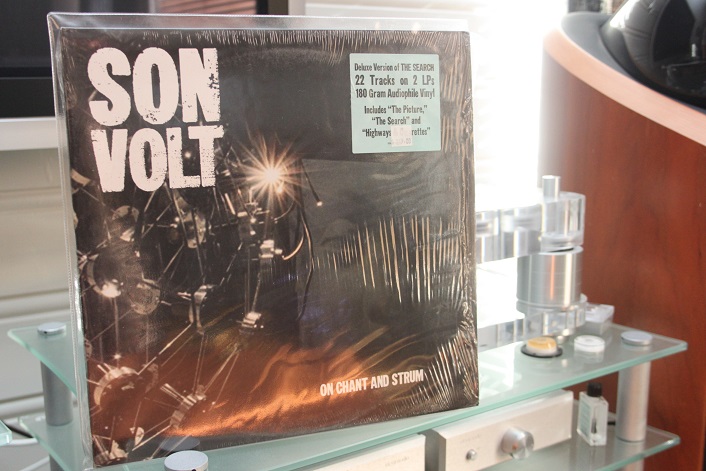 SON
VOLT
Deluxe Version of THE SEARCH
22 Tracks on 2 LPs
180 Gram Audiophile Vinyl
Includes "The Picture,"
"The Search" and
"Highways &
ON CHANT AND STRUM